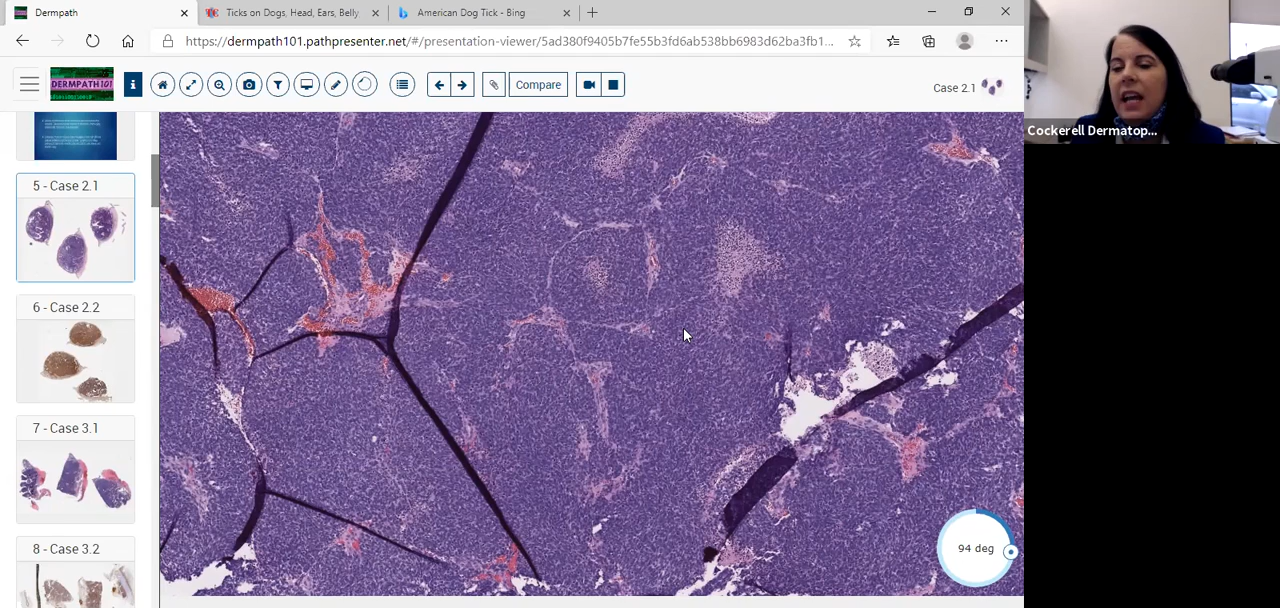 Dermpath
Ticks on Dogs, Head, Ears, Belly
American Dog Tick - Bing
https://dermpath101.pathpresenter.net/#/presentation-viewer/5ad380f9405b7fe55b3fd6ab538bb6983d62ba3fb1...
DERMPATH101
Compare
Case 2.1
Cockerell Dermatop...
5 - Case 2.1
6 - Case 2.2
7 - Case 3.1
8 - Case 3.2
94 deg